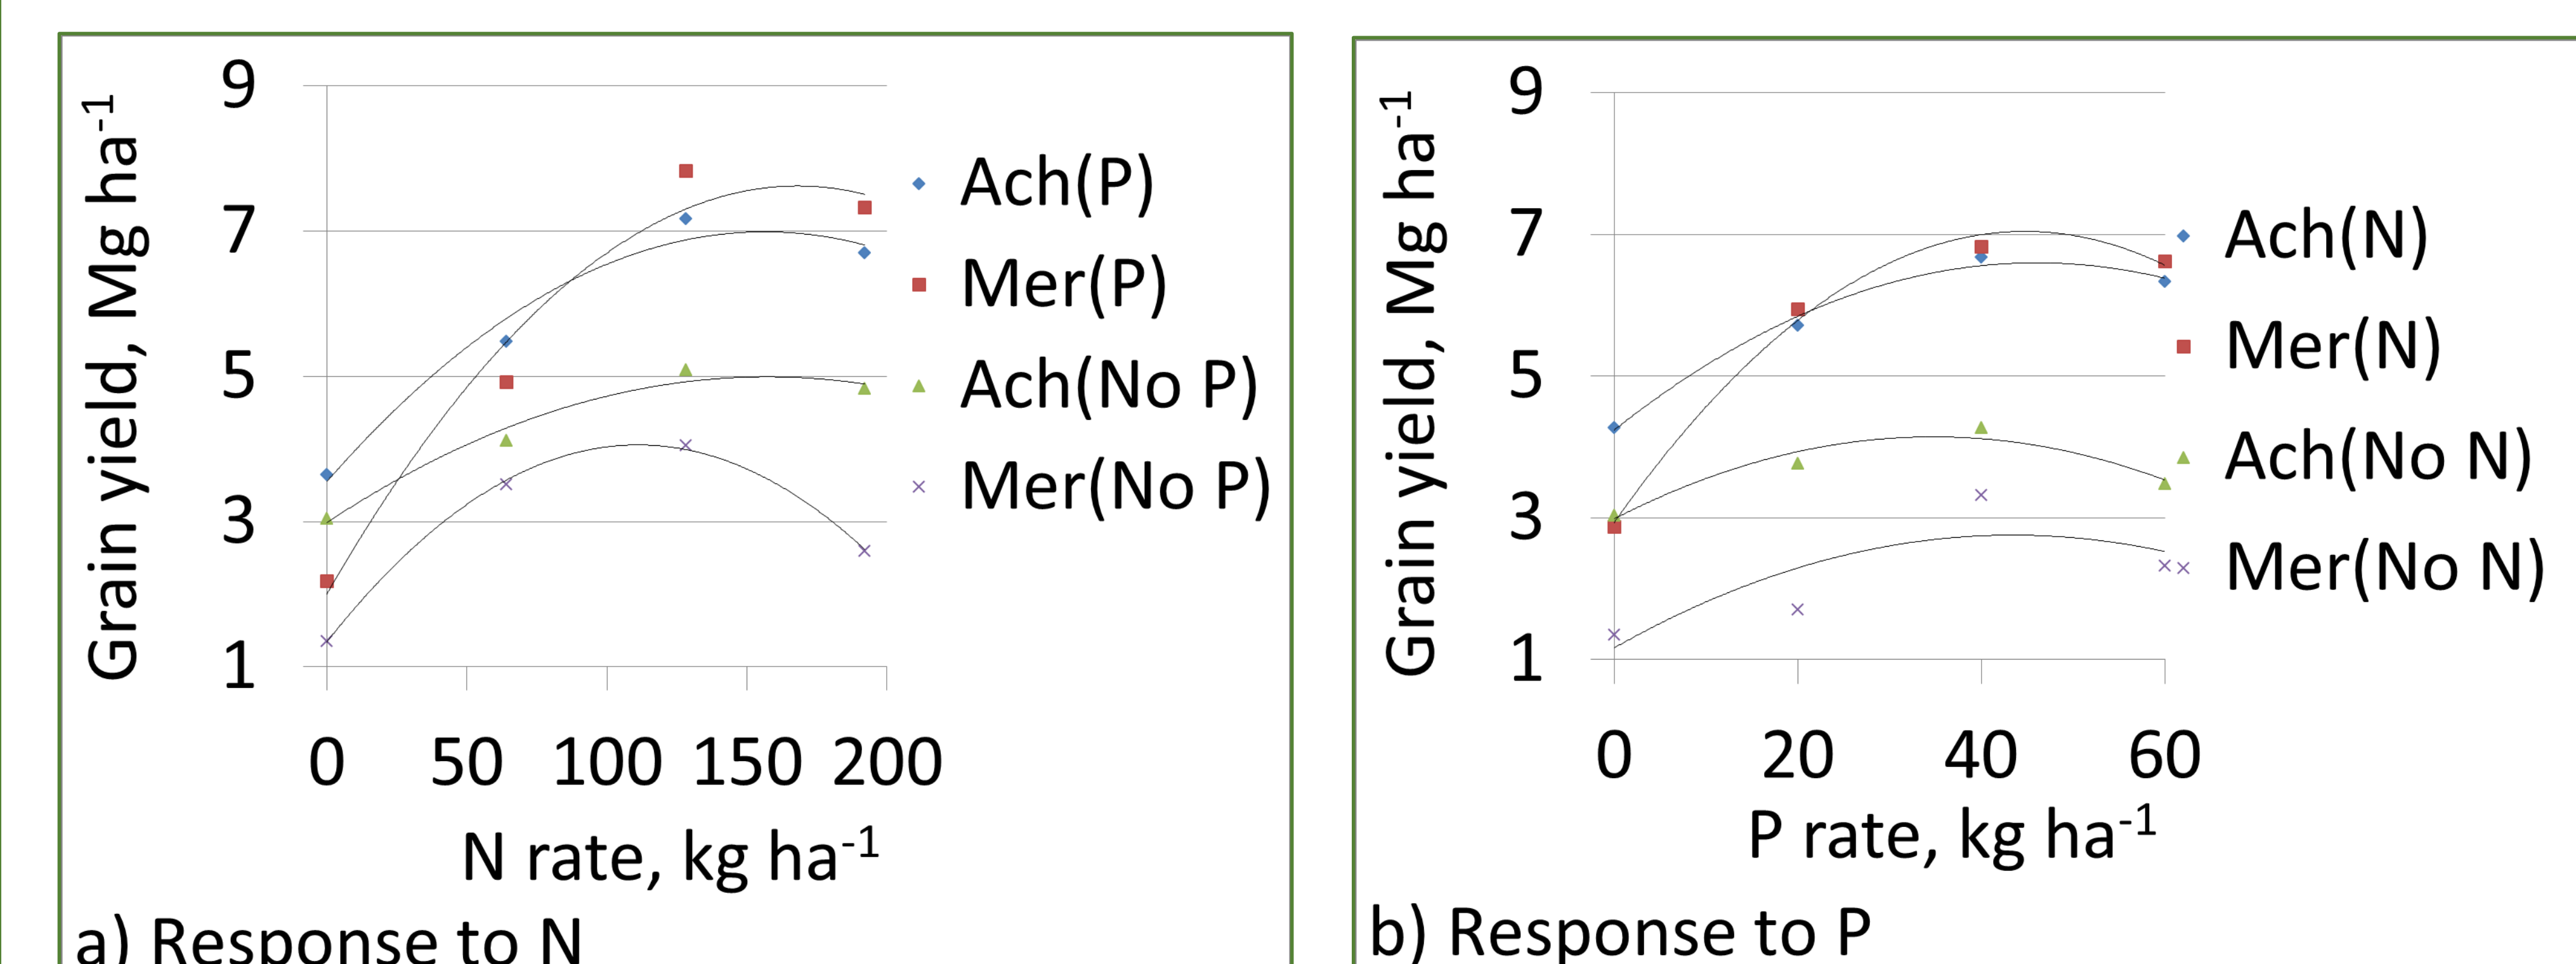 Grain yield, Mg ha-1
9
7
5
3
1
0 50 100 150 200
N rate, kg ha-1
Ach(P)
Mer(P)
Ach(No P)
Mer(No P)
a) Response to N
Grain yield, Mg ha-1
9
7
5
3
1
0 20 40 60
P rate, kg ha-1
Ach(N)
Mer(N)
Ach(No N)
Mer(No N)
b) Response to P